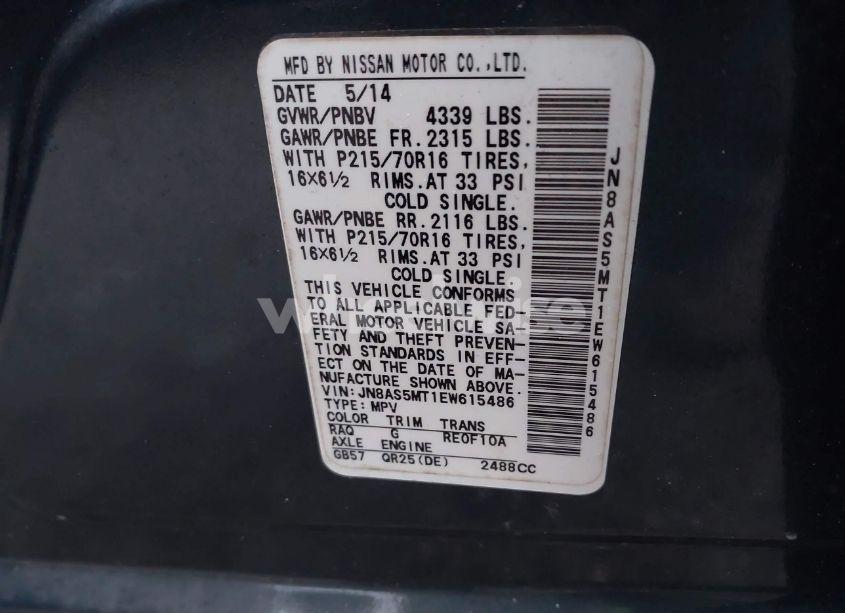 MFD BY NISSAN MOTOR CO.,LTD.
DATE 5/14
GVWR/PNBV 4339 LBS.
GAWR/PNBE FR.2315 LBS.
WITH P215/70R16 TIRES,
16X6½ RIMS.AT 33 PSI
COLD SINGLE.
GAWR/PNBE RR.2116 LBS.
WITH P215/70R16 TIRES,
16X6½ RIMS.AT 33 PSI
COLD SINGLE.
THIS VEHICLE CONFORMS
TO ALL APPLICABLE FED-
ERAL MOTOR VEHICLE SA-
FETY AND THEFT PREVEN-
TION STANDARDS IN EFF-
ECT ON THE DATE OF MA-
NUFACTURE SHOWN ABOVE.
VIN:JN8AS5MT1EW615486
TYPE:MPV
COLOR TRIM TRANS
RAQ G RE0F10A
AXLE ENGINE
GB57 QR25(DE) 2488CC
JN8AS5MT1EW615486